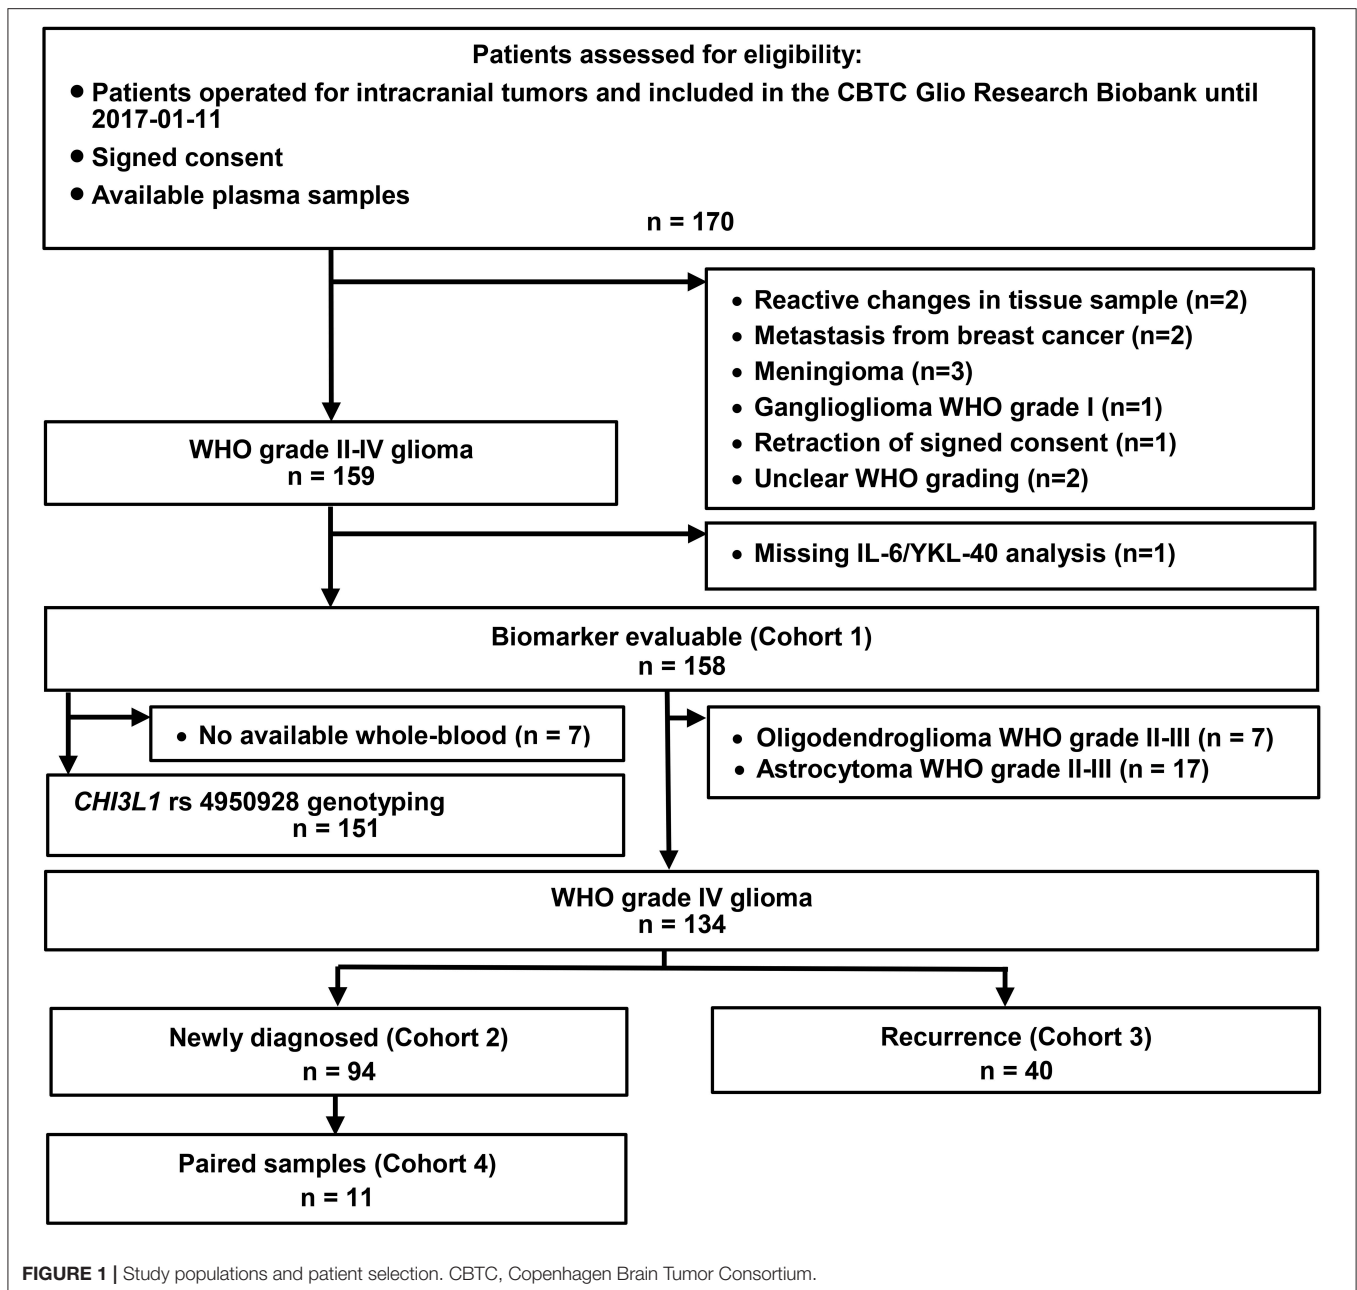 Patients assessed for eligibility:
● Patients operated for intracranial tumors and included in the CBTC Glio Research Biobank until
2017-01-11
● Signed consent
● Available plasma samples
n = 170
• Reactive changes in tissue sample (n=2)
• Metastasis from breast cancer (n=2)
• Meningioma (n=3)
• Ganglioglioma WHO grade I (n=1)
• Retraction of signed consent (n=1)
• Unclear WHO grading (n=2)
WHO grade II-IV glioma
n = 159
• Missing IL-6/YKL-40 analysis (n=1)
Biomarker evaluable (Cohort 1)
n = 158
• No available whole-blood (n = 7)
• Oligodendroglioma WHO grade II-III (n = 7)
• Astrocytoma WHO grade II-III (n = 17)
CHI3L1 rs 4950928 genotyping
n = 151
WHO grade IV glioma
n = 134
Newly diagnosed (Cohort 2)
n = 94
Recurrence (Cohort 3)
n = 40
Paired samples (Cohort 4)
n = 11
FIGURE 1 | Study populations and patient selection. CBTC, Copenhagen Brain Tumor Consortium.